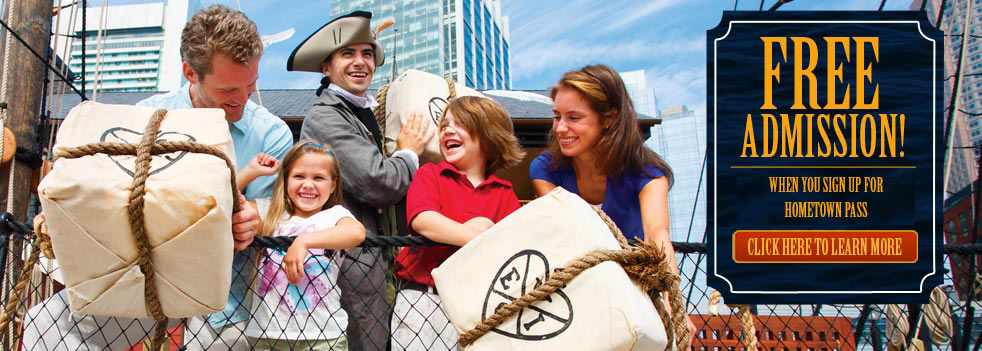 FREE
ADMISSION!
WHEN YOU SIGN UP FOR
HOMETOWN PASS
CLICK HERE TO LEARN MORE